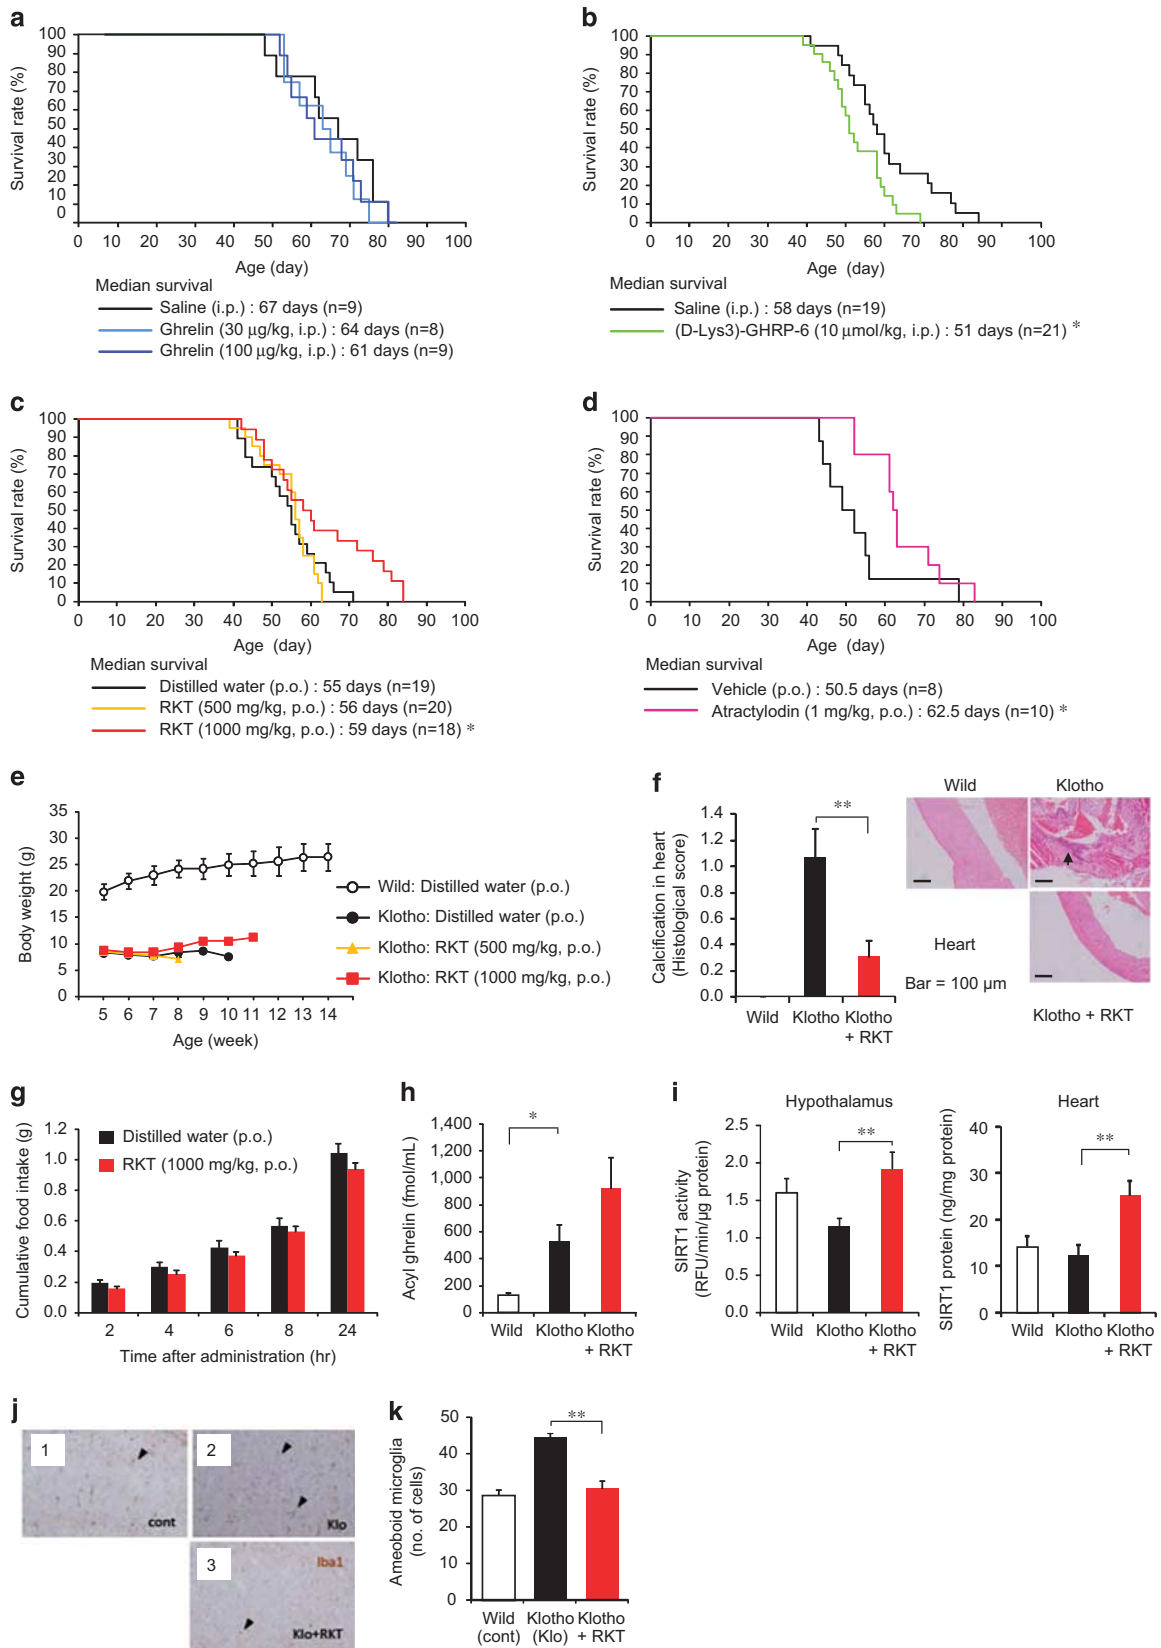 a
Survival rate (%)
100
90
80
70
60
50
40
30
20
10
0
0 10 20 30 40 50 60 70 80 90 100
Age (day)
Median survival
Saline (i.p.) : 67 days (n=9)
Ghrelin (30 µg/kg, i.p.) : 64 days (n=8)
Ghrelin (100 µg/kg, i.p.) : 61 days (n=9)
b
Survival rate (%)
100
90
80
70
60
50
40
30
20
10
0
0 10 20 30 40 50 60 70 80 90 100
Age (day)
Median survival
Saline (i.p.) : 58 days (n=19)
(D-Lys3)-GHRP-6 (10 µmol/kg, i.p.) : 51 days (n=21) *
c
Survival rate (%)
100
90
80
70
60
50
40
30
20
10
0
0 10 20 30 40 50 60 70 80 90 100
Age (day)
Median survival
Distilled water (p.o.) : 55 days (n=19)
RKT (500 mg/kg, p.o.) : 56 days (n=20)
RKT (1000 mg/kg, p.o.) : 59 days (n=18) *
d
Survival rate (%)
100
90
80
70
60
50
40
30
20
10
0
0 10 20 30 40 50 60 70 80 90 100
Age (day)
Median survival
Vehicle (p.o.) : 50.5 days (n=8)
Atractylodin (1 mg/kg, p.o.) : 62.5 days (n=10) *
e
Body weight (g)
35
30
25
20
15
10
5
0
5 6 7 8 9 10 11 12 13 14
Age (week)
Wild: Distilled water (p.o.)
Klotho: Distilled water (p.o.)
Klotho: RKT (500 mg/kg, p.o.)
Klotho: RKT (1000 mg/kg, p.o.)
f
Calcification in heart
(Histological score)
1.4
1.2
1.0
0.8
0.6
0.4
0.2
0.0
**
Wild Klotho Klotho
+ RKT
Wild Klotho
Heart
Bar = 100 µm
Klotho + RKT
g
Cumulative food intake (g)
1.2
1.0
0.8
0.6
0.4
0.2
0.0
Distilled water (p.o.)
RKT (1000 mg/kg, p.o.)
2 4 6 8 24
Time after administration (hr)
h
Acyl ghrelin (fmol/mL)
1,400
1200
1000
800
600
400
200
0
*
Wild Klotho Klotho
+ RKT
i
Hypothalamus
SIRT1 activity
(RFU/min/µg protein)
2.5
2.0
1.5
1.0
0.5
0.0
**
Wild Klotho Klotho
+ RKT
Heart
SIRT1 protein (ng/mg protein)
40
30
20
10
0
**
Wild Klotho Klotho
+ RKT
j
1
cont
2
Klo
3
Iba1
Klo+RKT
k
Ameoboid microglia
(no. of cells)
50
40
30
20
10
0
**
Wild Klotho Klotho
(cont) (Klo) + RKT